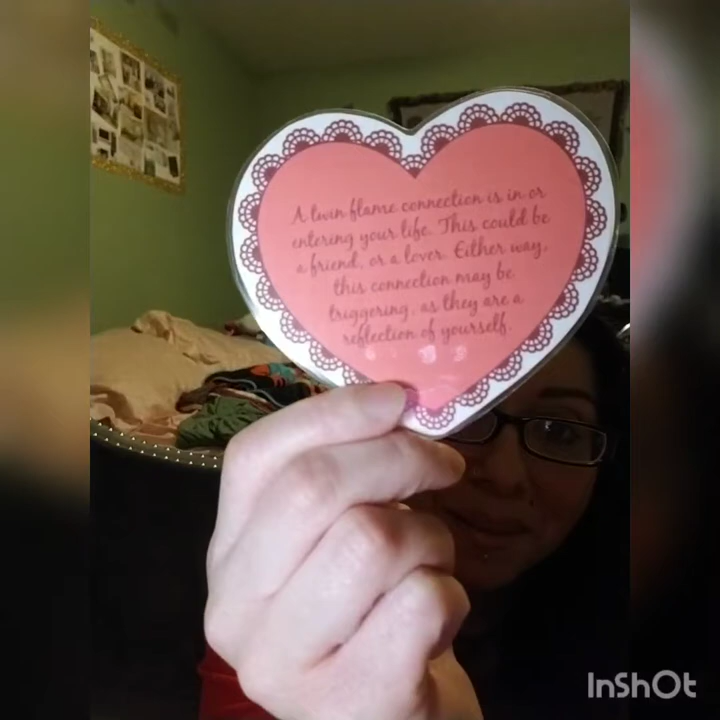 A twin flame connection is in or
entering your life. This could be
a friend, or a lover. Either way,
this connection may be
triggering, as they are a
reflection of yourself.
InShOt